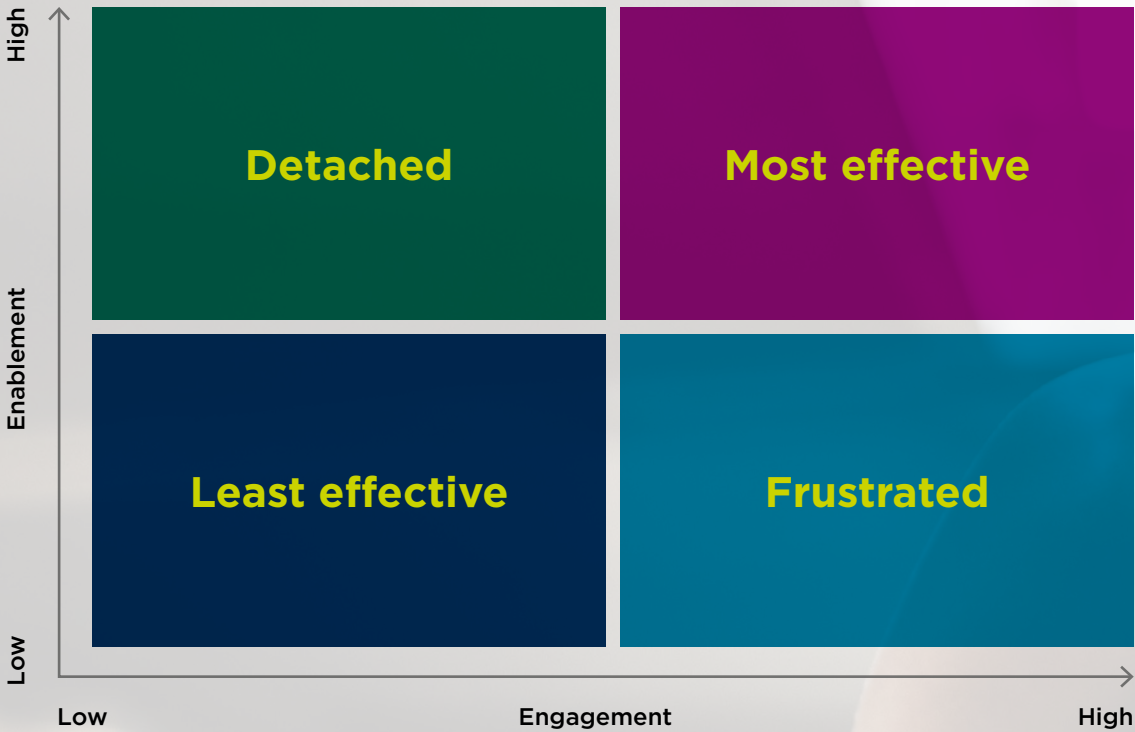 High
Detached
Most effective
Enablement
Least effective
Frustrated
Low
Low
Engagement
High